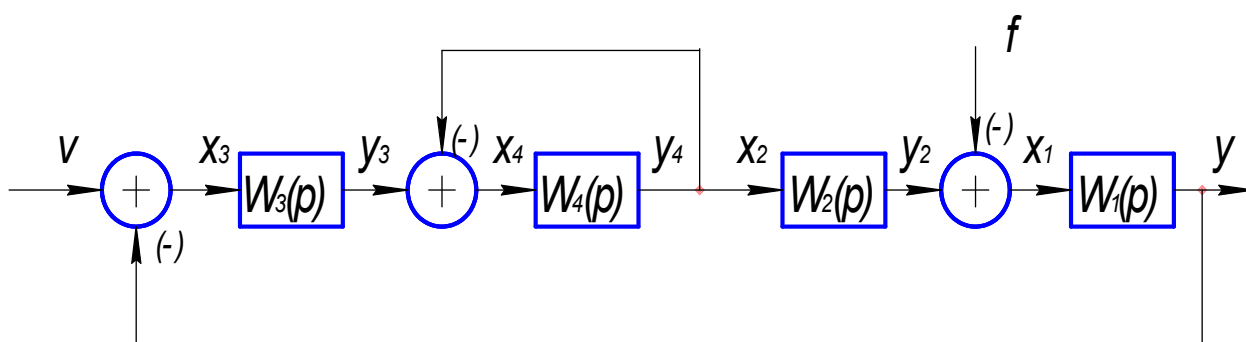 f
v
x₃
W₃(p)
y₃
(-)
x₄
W₄(p)
y₄
x₂
W₂(p)
y₂
(-)
x₁
W₁(p)
y
(-)